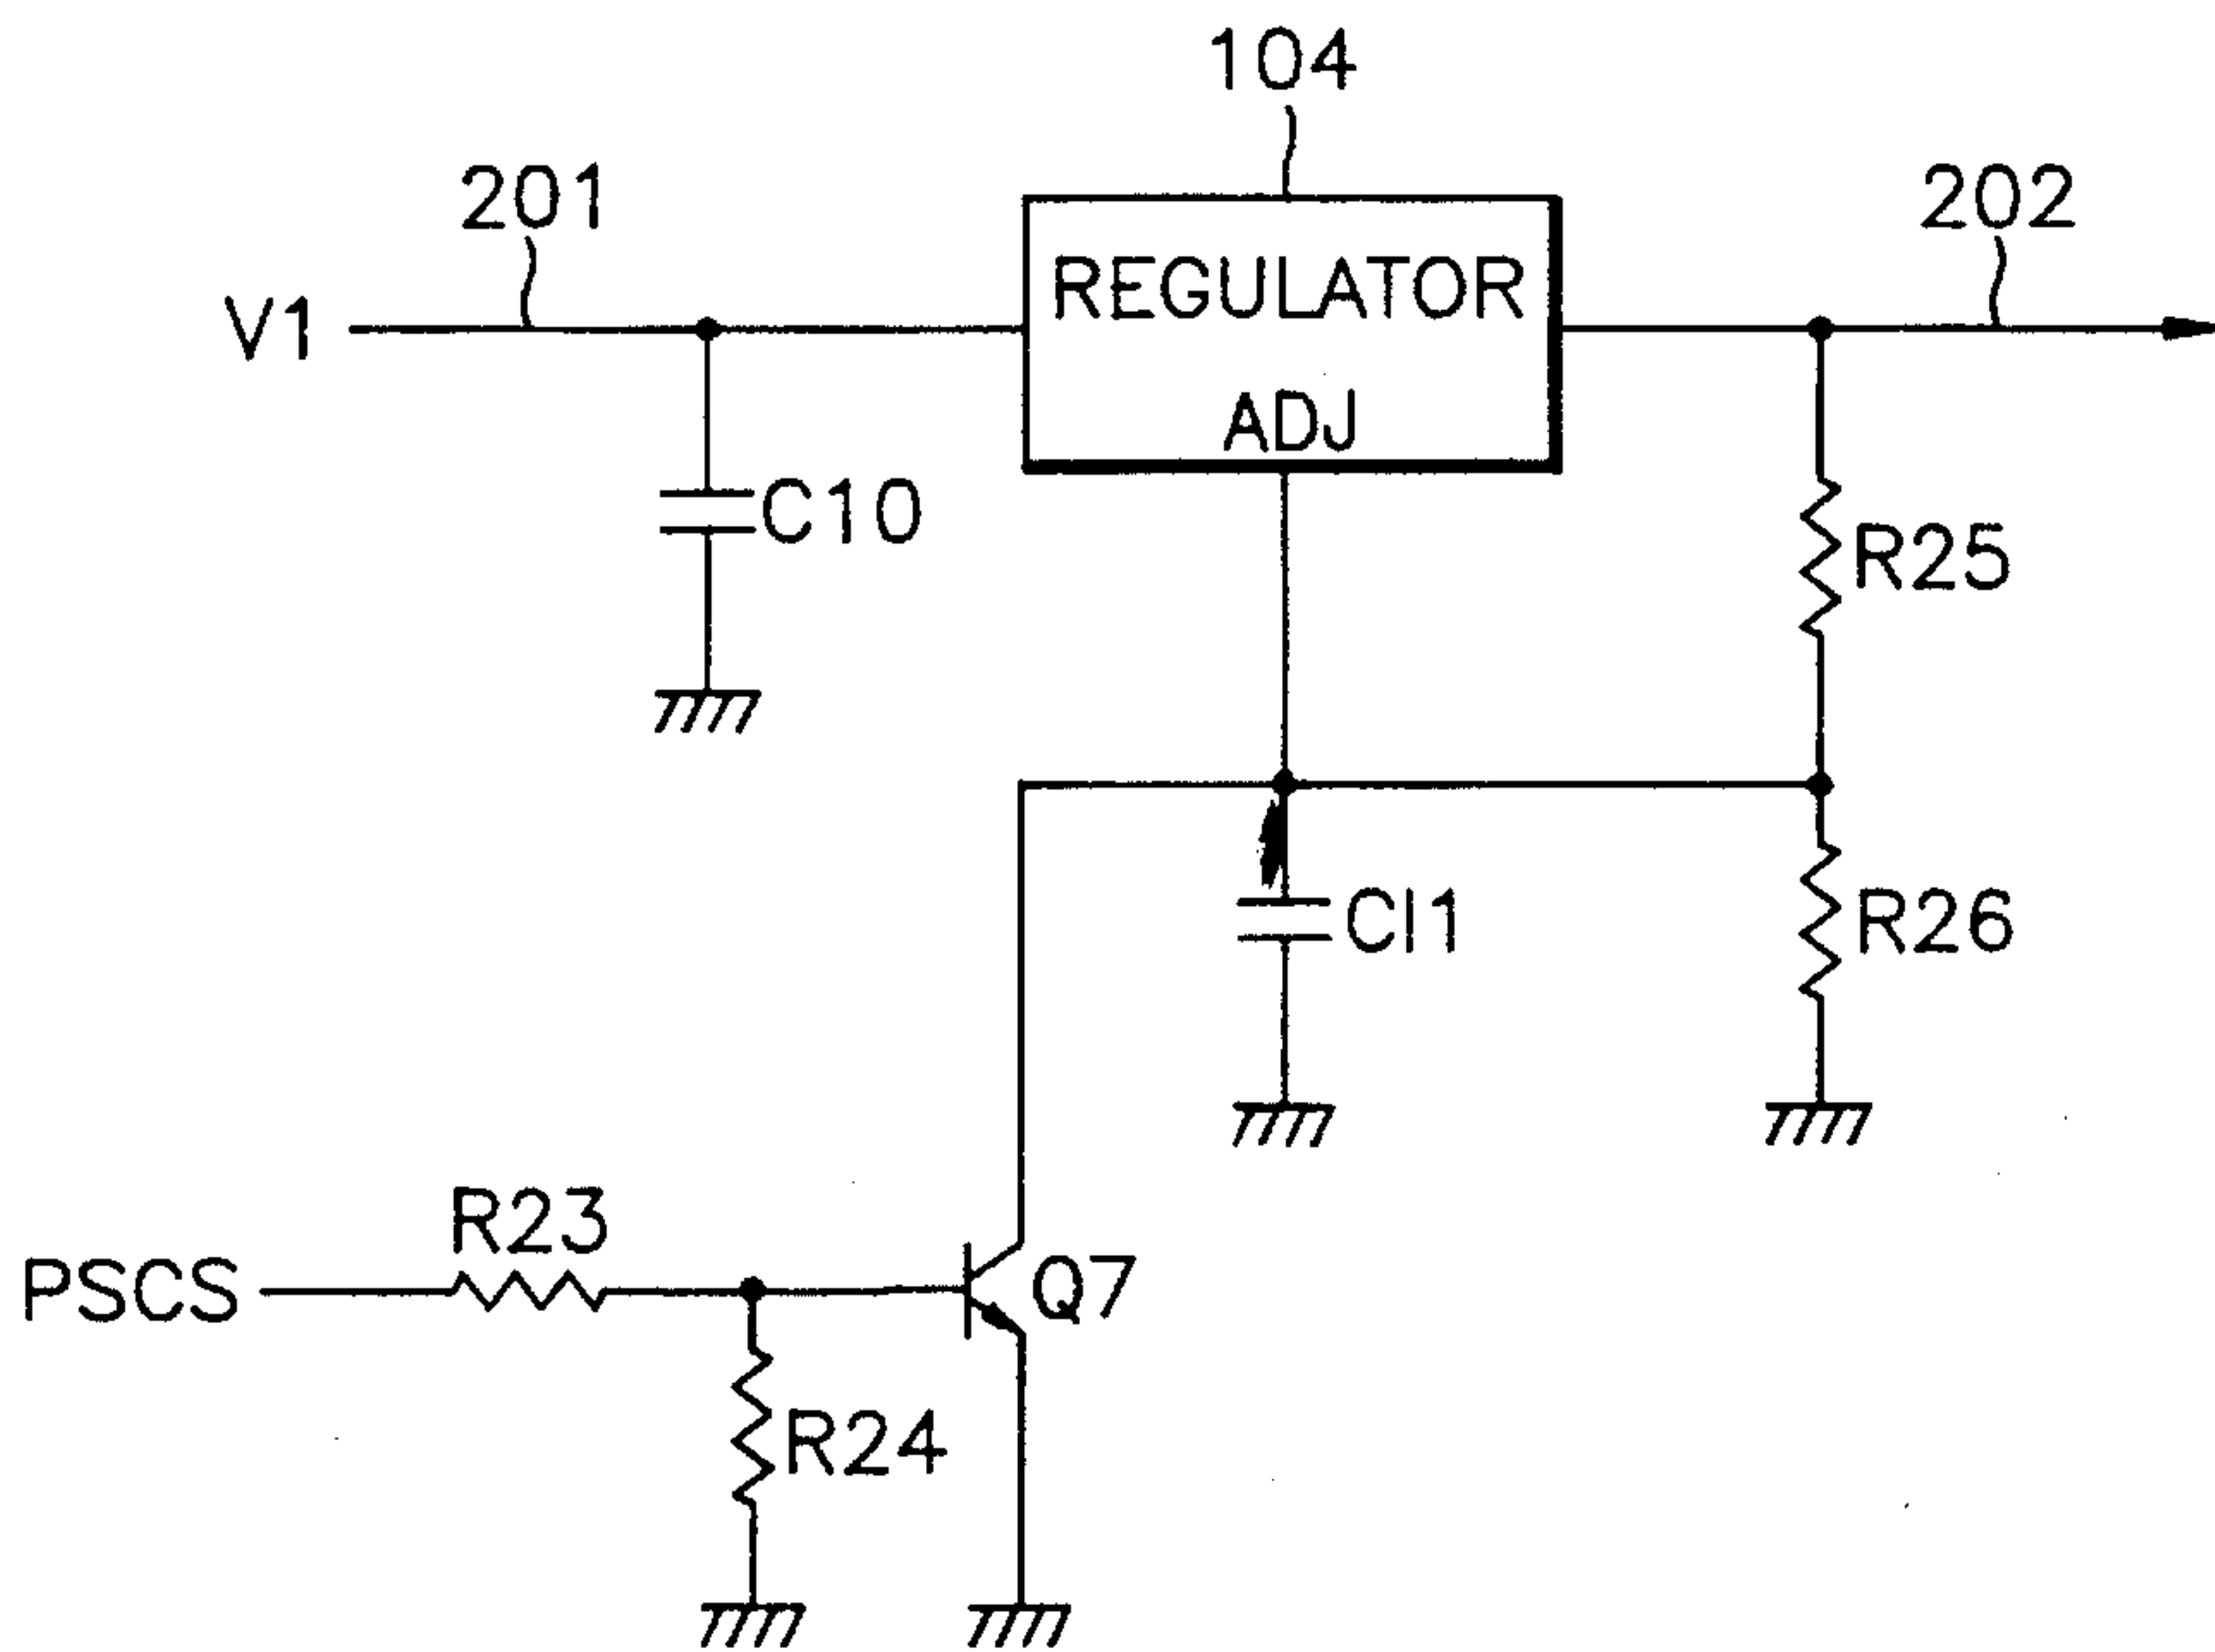 104
201
202
V1
REGULATOR
ADJ
C10
R25
C11
R26
R23
PSCS
Q7
R24